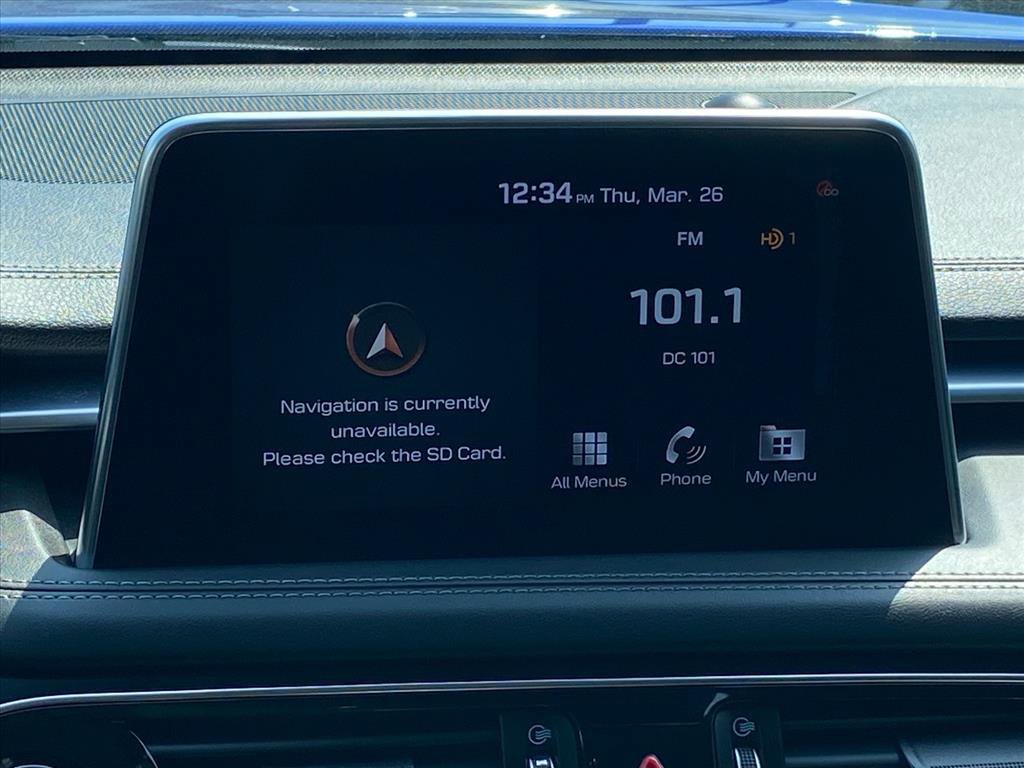 12:34 PM Thu, Mar. 26
FM HD 1
101.1
DC 101
Navigation is currently
unavailable.
Please check the SD Card.
All Menus Phone My Menu